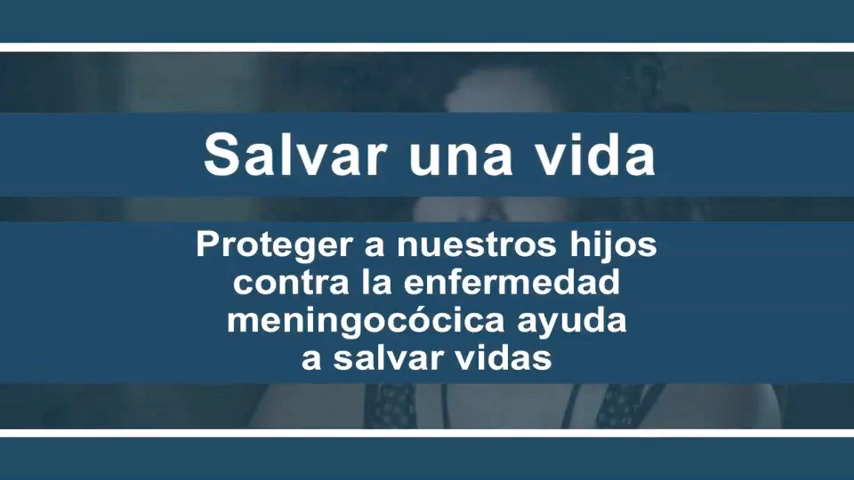 Salvar una vida
Proteger a nuestros hijos
contra la enfermedad
meningocócica ayuda
a salvar vidas